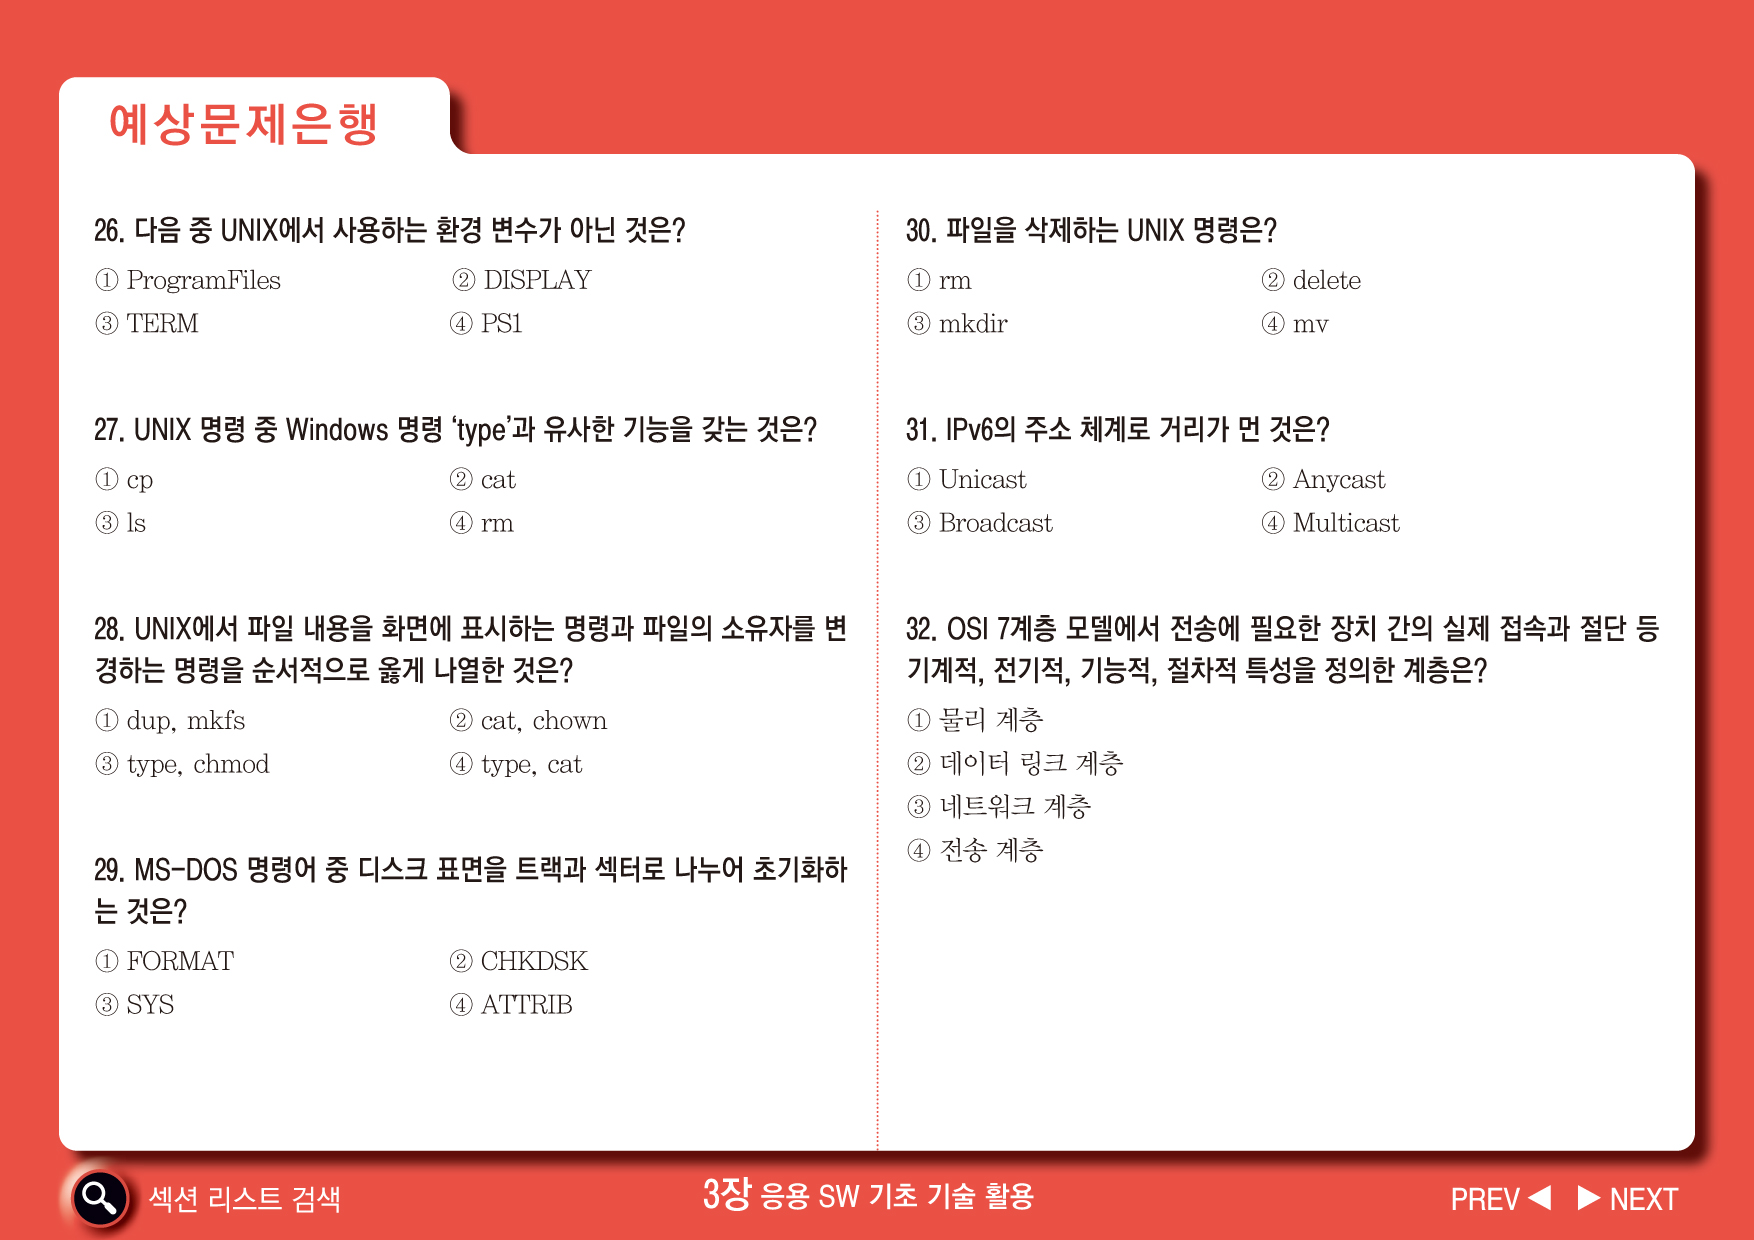 예상문제은행
26. 다음 중 UNIX에서 사용하는 환경 변수가 아닌 것은?
① ProgramFiles ② DISPLAY
③ TERM ④ PS1
27. UNIX 명령 중 Windows 명령 ‘type’과 유사한 기능을 갖는 것은?
① cp ② cat
③ ls ④ rm
28. UNIX에서 파일 내용을 화면에 표시하는 명령과 파일의 소유자를 변
경하는 명령을 순서적으로 옳게 나열한 것은?
① dup, mkfs ② cat, chown
③ type, chmod ④ type, cat
29. MS-DOS 명령어 중 디스크 표면을 트랙과 섹터로 나누어 초기화하
는 것은?
① FORMAT ② CHKDSK
③ SYS ④ ATTRIB
30. 파일을 삭제하는 UNIX 명령은?
① rm ② delete
③ mkdir ④ mv
31. IPv6의 주소 체계로 거리가 먼 것은?
① Unicast ② Anycast
③ Broadcast ④ Multicast
32. OSI 7계층 모델에서 전송에 필요한 장치 간의 실제 접속과 절단 등
기계적, 전기적, 기능적, 절차적 특성을 정의한 계층은?
① 물리 계층
② 데이터 링크 계층
③ 네트워크 계층
④ 전송 계층
섹션 리스트 검색
3장 응용 SW 기초 기술 활용
PREV ◀ ▶ NEXT